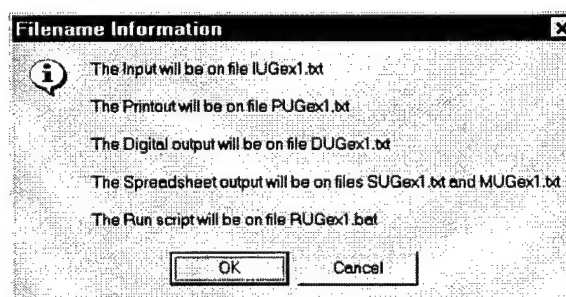 Filename Information
The Input will be on file IUGex1.txt
The Printout will be on file PUGex1.txt
The Digital output will be on file DUGex1.txt
The Spreadsheet output will be on files SUGex1.txt and MUGex1.txt
The Run script will be on file RUGex1.bat
OK Cancel